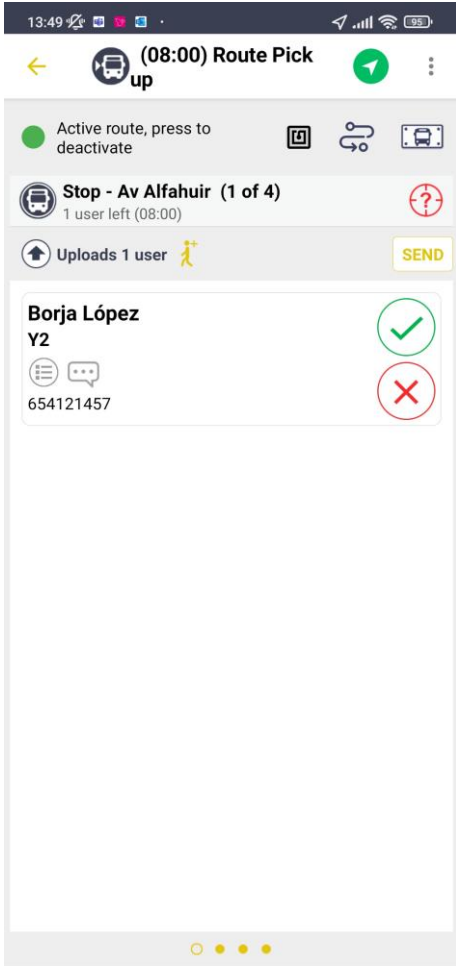 13:49
95
(08:00) Route Pick
up
Active route, press to
deactivate
Stop - Av Alfahuir (1 of 4)
1 user left (08:00)
?
Uploads 1 user
SEND
Borja López
Y2
654121457